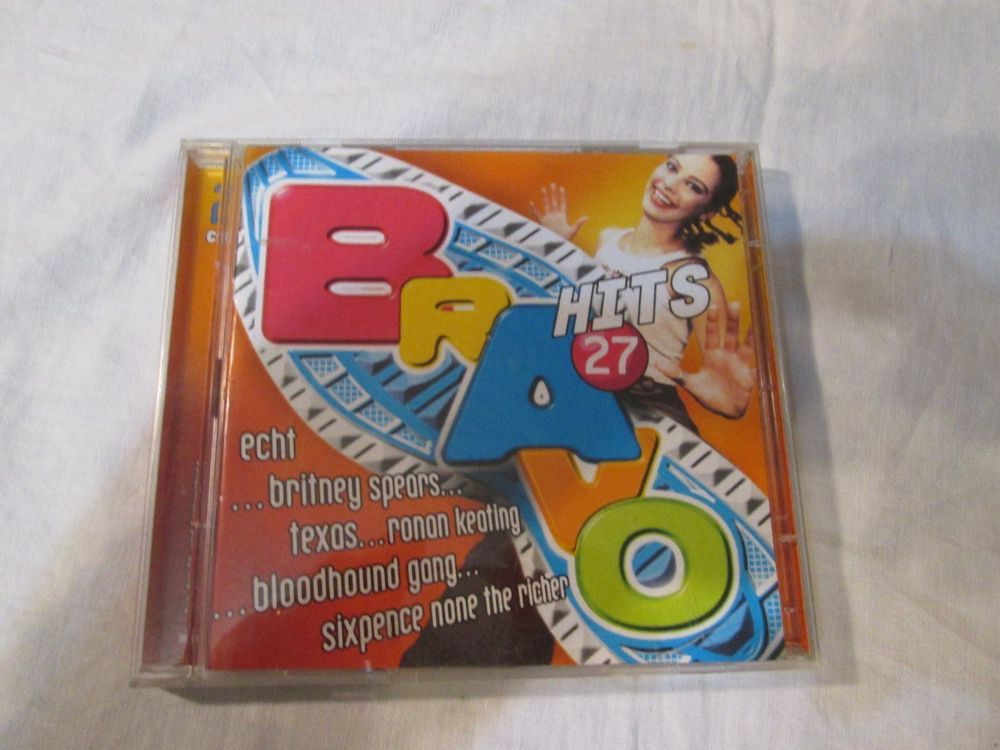 BRAVO
HITS
27
echt
...britney spears...
texas...ronan keating
...bloodhound gang...
sixpence none the richer